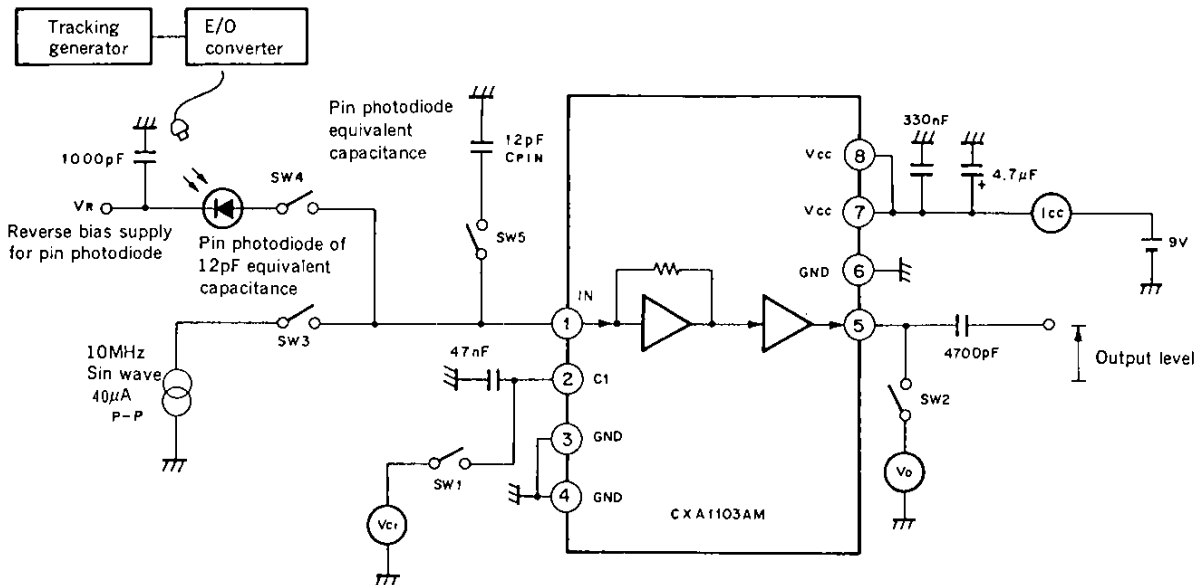 Tracking
generator
E/O
converter
1000pF
VR
Reverse bias supply
for pin photodiode
SW4
Pin photodiode of
12pF equivalent
capacitance
Pin photodiode
equivalent
capacitance
12pF
CPIN
SW5
SW3
10MHz
Sin wave
40μA
P-P
IN
1
47nF
2
C1
SW1
VC1
3
GND
4
GND
CXA1103AM
Vcc
8
Vcc
7
GND
6
5
330nF
4.7μF
+
Icc
9V
4700pF
Output level
SW2
Vo